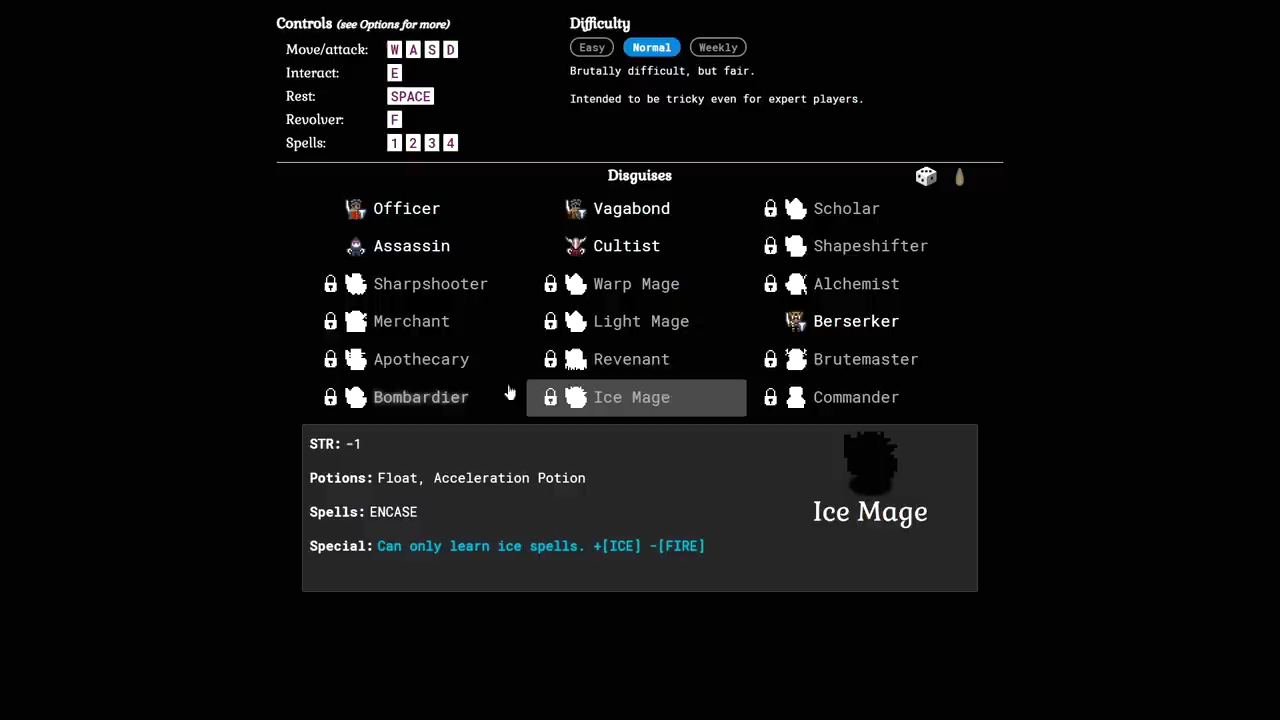 Controls (see Options for more)
Move/attack: W A S D
Interact: E
Rest: SPACE
Revolver: F
Spells: 1 2 3 4
Difficulty
Easy Normal Weekly
Brutally difficult, but fair.
Intended to be tricky even for expert players.
Disguises
Officer Vagabond Scholar
Assassin Cultist Shapeshifter
Sharpshooter Warp Mage Alchemist
Merchant Light Mage Berserker
Apothecary Revenant Brutemaster
Bombardier Ice Mage Commander
STR: -1
Potions: Float, Acceleration Potion
Spells: ENCASE
Special: Can only learn ice spells. +[ICE] -[FIRE]
Ice Mage